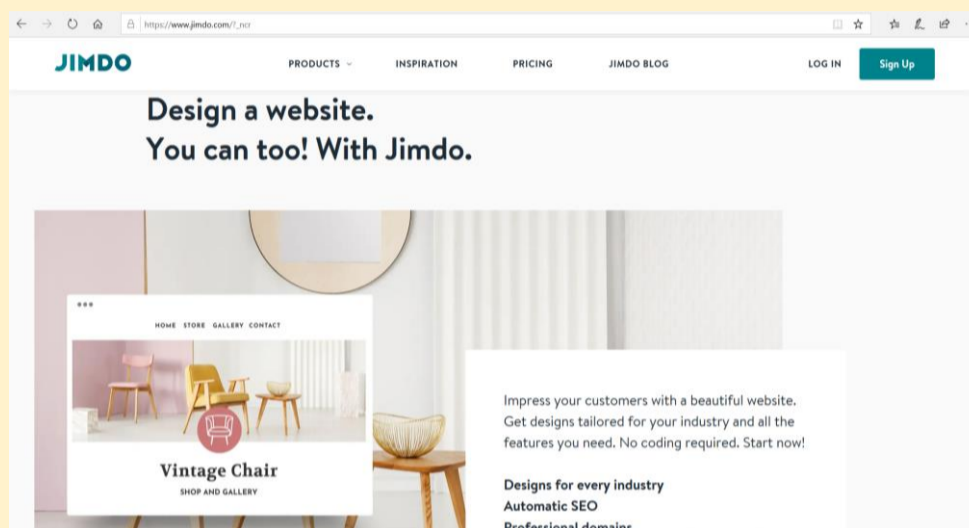 https://www.jimdo.com/?_ncr
JIMDO
PRODUCTS
INSPIRATION
PRICING
JIMDO BLOG
LOG IN
Sign Up
Design a website.
You can too! With Jimdo.
HOME STORE GALLERY CONTACT
Vintage Chair
SHOP AND GALLERY
Impress your customers with a beautiful website.
Get designs tailored for your industry and all the
features you need. No coding required. Start now!
Designs for every industry
Automatic SEO
Professional domains